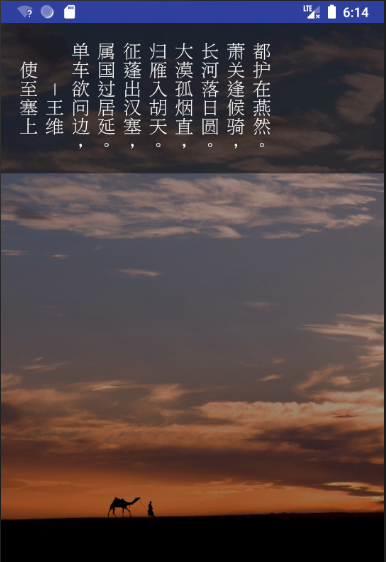 LTE
6:14
使至塞上
－王维
单车欲问边，
属国过居延。
征蓬出汉塞，
归雁入胡天。
大漠孤烟直，
长河落日圆。
萧关逢候骑，
都护在燕然。